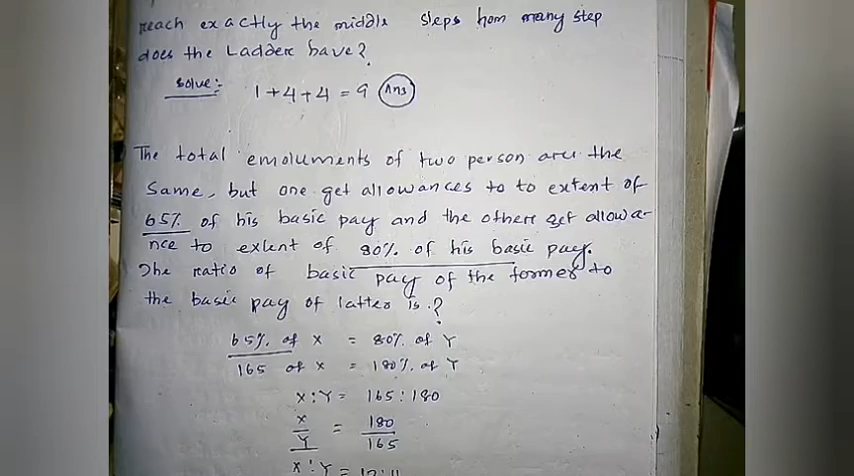 reach exactly the middle steps how many step
does the Ladder have?
Solve:- 1+4+4 = 9 Ans
The total emoluments of two person are the
same, but one get allowances to to extent of
65% of his basic pay and the others get allowa-
nce to extent of 80% of his basic pay.
The ratio of basic pay of the former to
the basic pay of latter is?
65% of X = 80% of Y
165 of X = 180% of Y
X:Y = 165:180
X/Y = 180/165
X:Y = 12:11